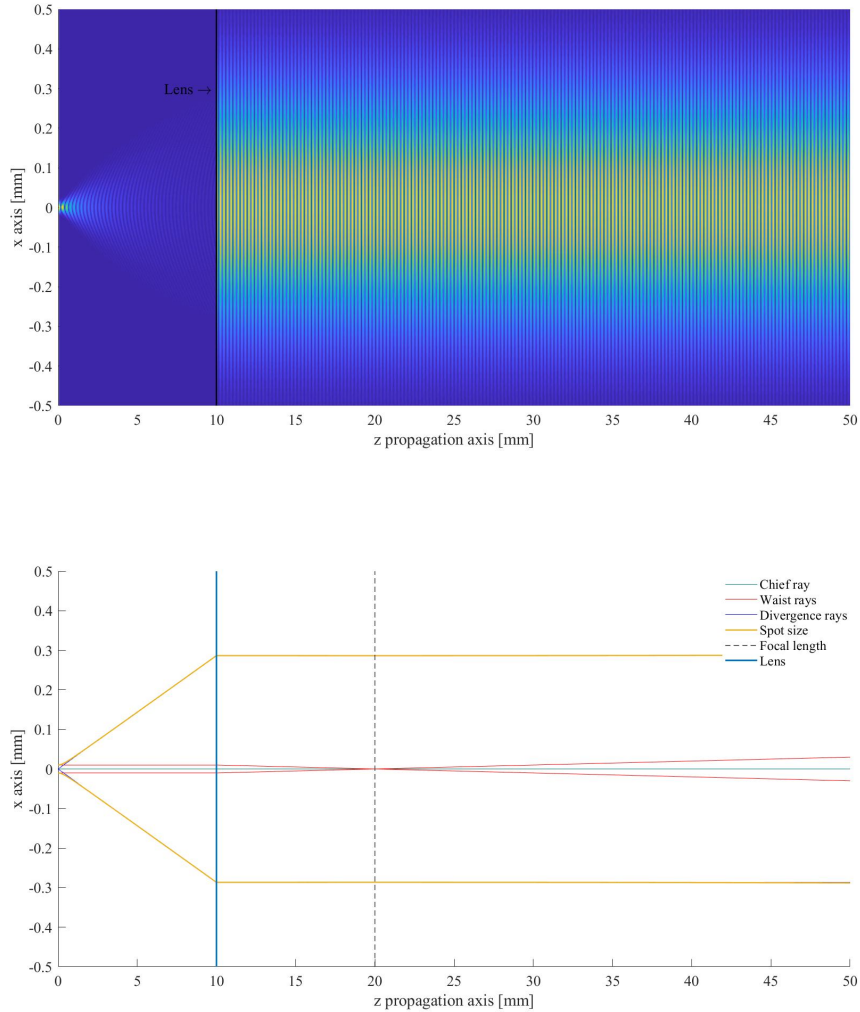 0.5
0.4
0.3
0.2
0.1
0
-0.1
-0.2
-0.3
-0.4
-0.5
x axis [mm]
Lens →
0 5 10 15 20 25 30 35 40 45 50
z propagation axis [mm]
0.5
0.4
0.3
0.2
0.1
0
-0.1
-0.2
-0.3
-0.4
-0.5
x axis [mm]
Chief ray
Waist rays
Divergence rays
Spot size
Focal length
Lens
0 5 10 15 20 25 30 35 40 45 50
z propagation axis [mm]